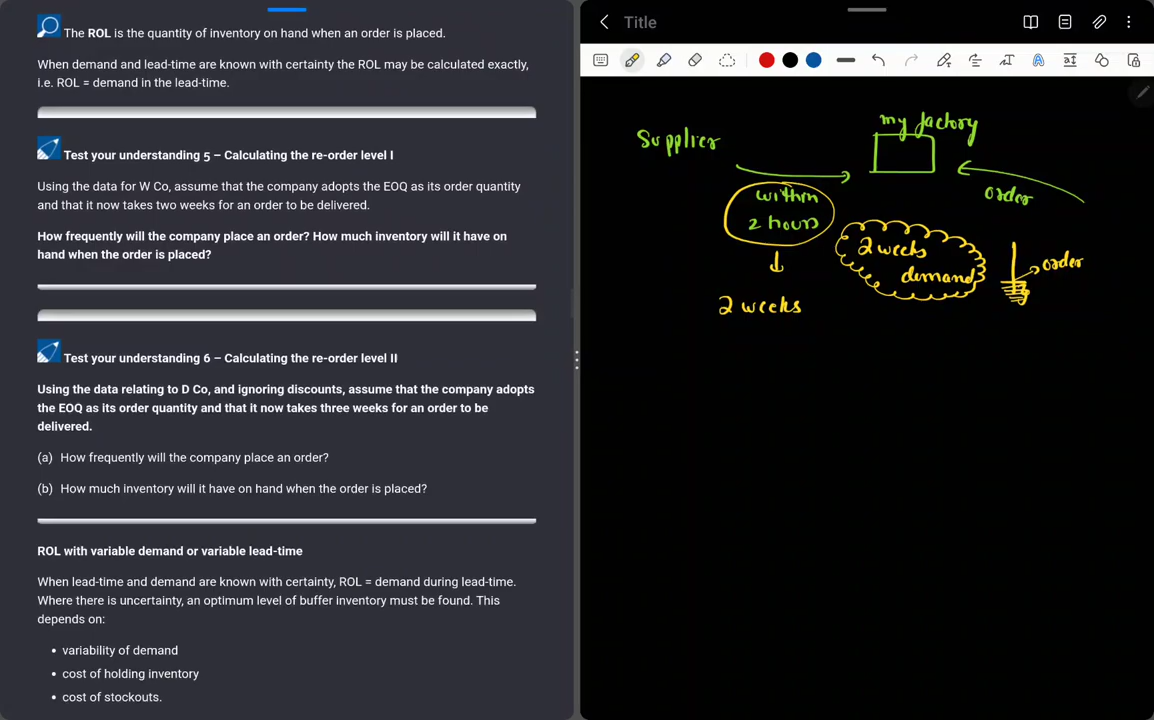 The ROL is the quantity of inventory on hand when an order is placed.
When demand and lead-time are known with certainty the ROL may be calculated exactly,
i.e. ROL = demand in the lead-time.
Test your understanding 5 – Calculating the re-order level I
Using the data for W Co, assume that the company adopts the EOQ as its order quantity
and that it now takes two weeks for an order to be delivered.
How frequently will the company place an order? How much inventory will it have on
hand when the order is placed?
Test your understanding 6 – Calculating the re-order level II
Using the data relating to D Co, and ignoring discounts, assume that the company adopts
the EOQ as its order quantity and that it now takes three weeks for an order to be
delivered.
(a) How frequently will the company place an order?
(b) How much inventory will it have on hand when the order is placed?
ROL with variable demand or variable lead-time
When lead-time and demand are known with certainty, ROL = demand during lead-time.
Where there is uncertainty, an optimum level of buffer inventory must be found. This
depends on:
• variability of demand
• cost of holding inventory
• cost of stockouts.
Title
Supplier
my factory
order
within
2 hours
2 weeks
2 weeks
demand
order